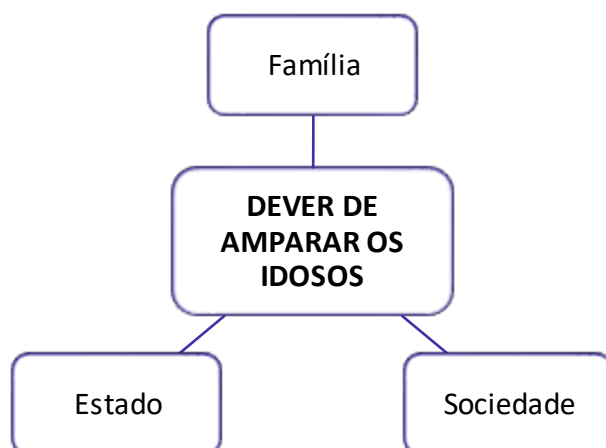 Família
DEVER DE
AMPARAR OS
IDOSOS
Estado
Sociedade